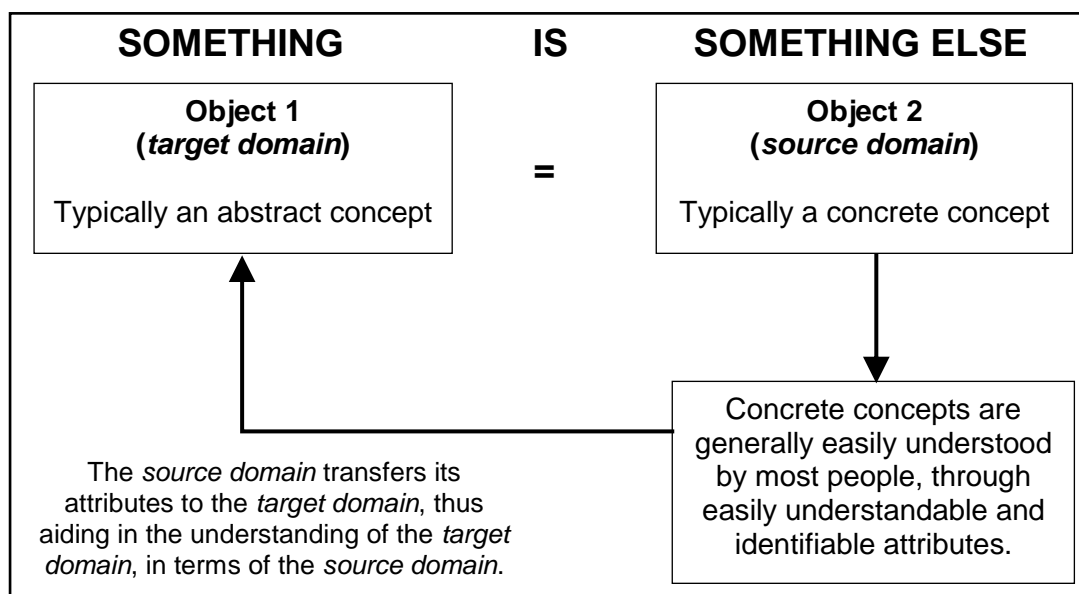 SOMETHING IS SOMETHING ELSE
Object 1
(target domain)
Typically an abstract concept
=
Object 2
(source domain)
Typically a concrete concept
Concrete concepts are
generally easily understood
by most people, through
easily understandable and
identifiable attributes.
The source domain transfers its
attributes to the target domain, thus
aiding in the understanding of the target
domain, in terms of the source domain.